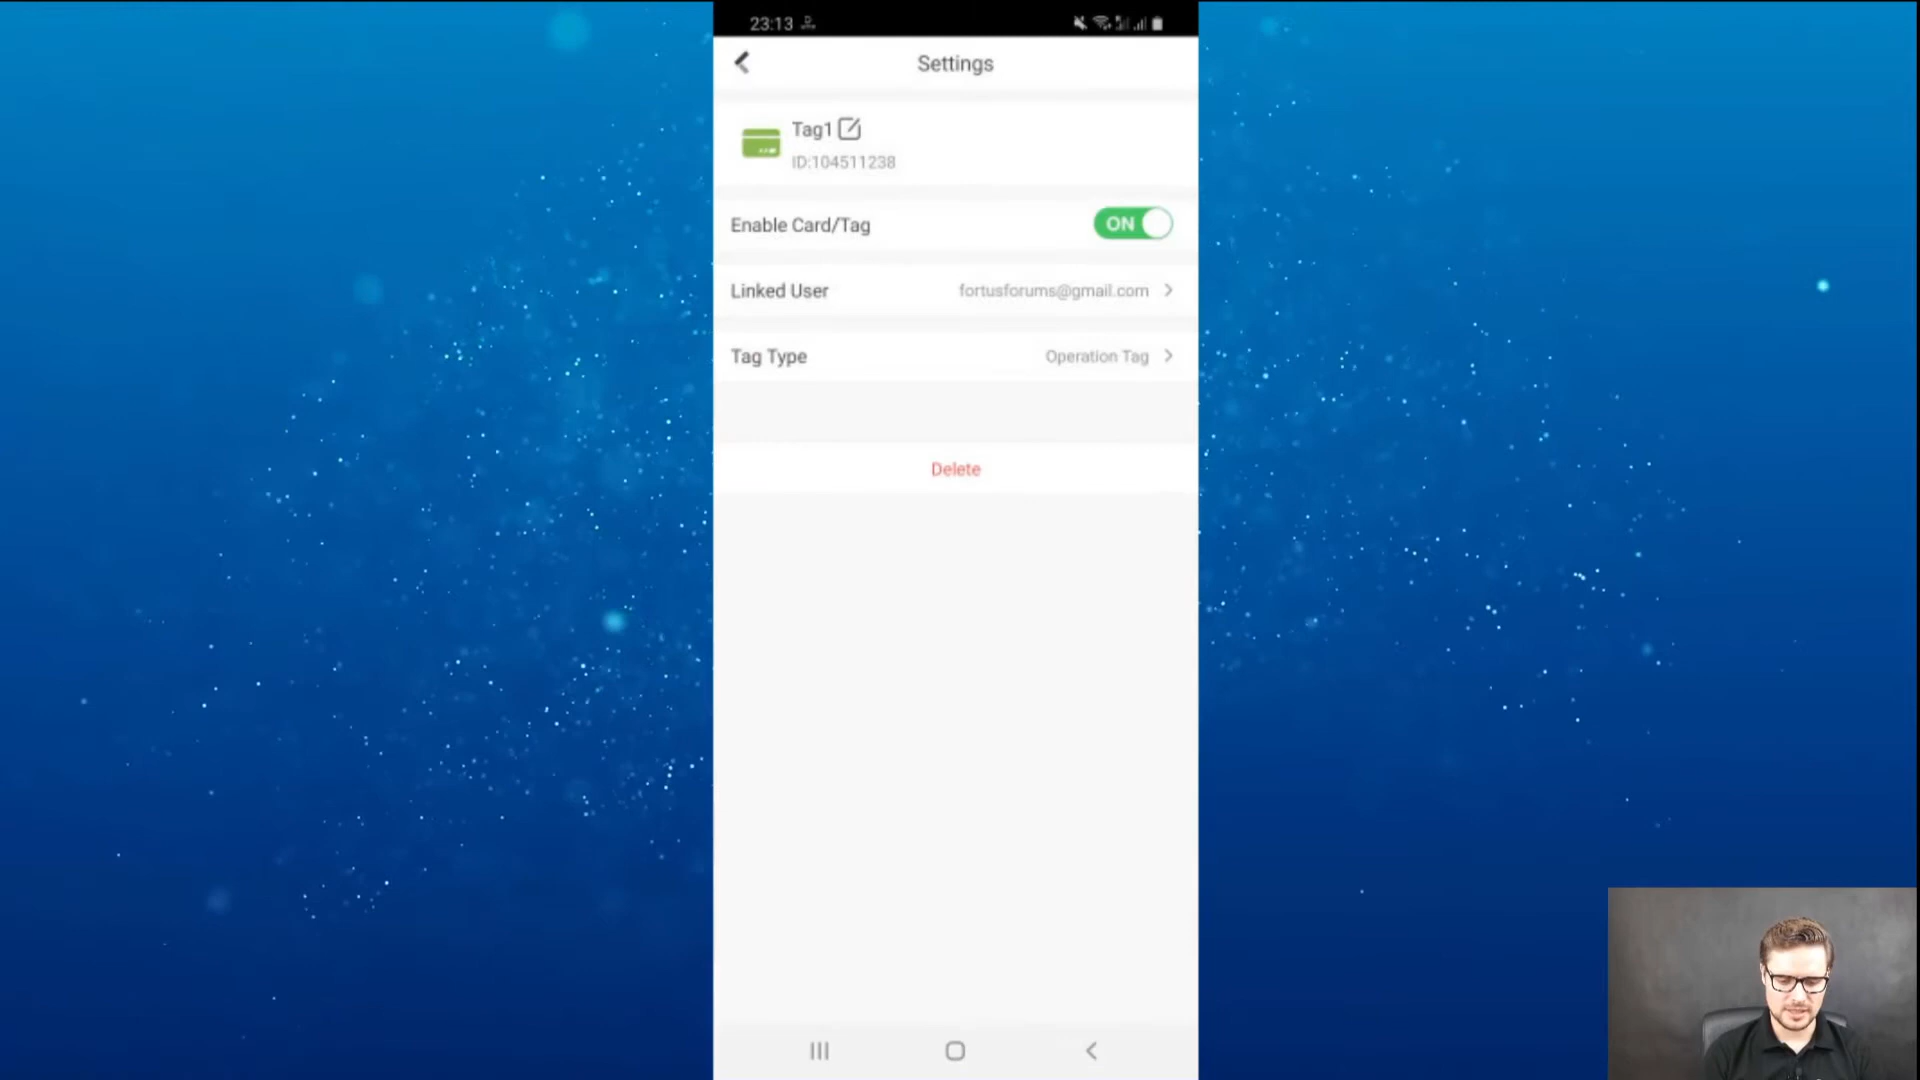 23:13
Settings
Tag1
ID:104511238
Enable Card/Tag
ON
Linked User
fortusforums@gmail.com
Tag Type
Operation Tag
Delete